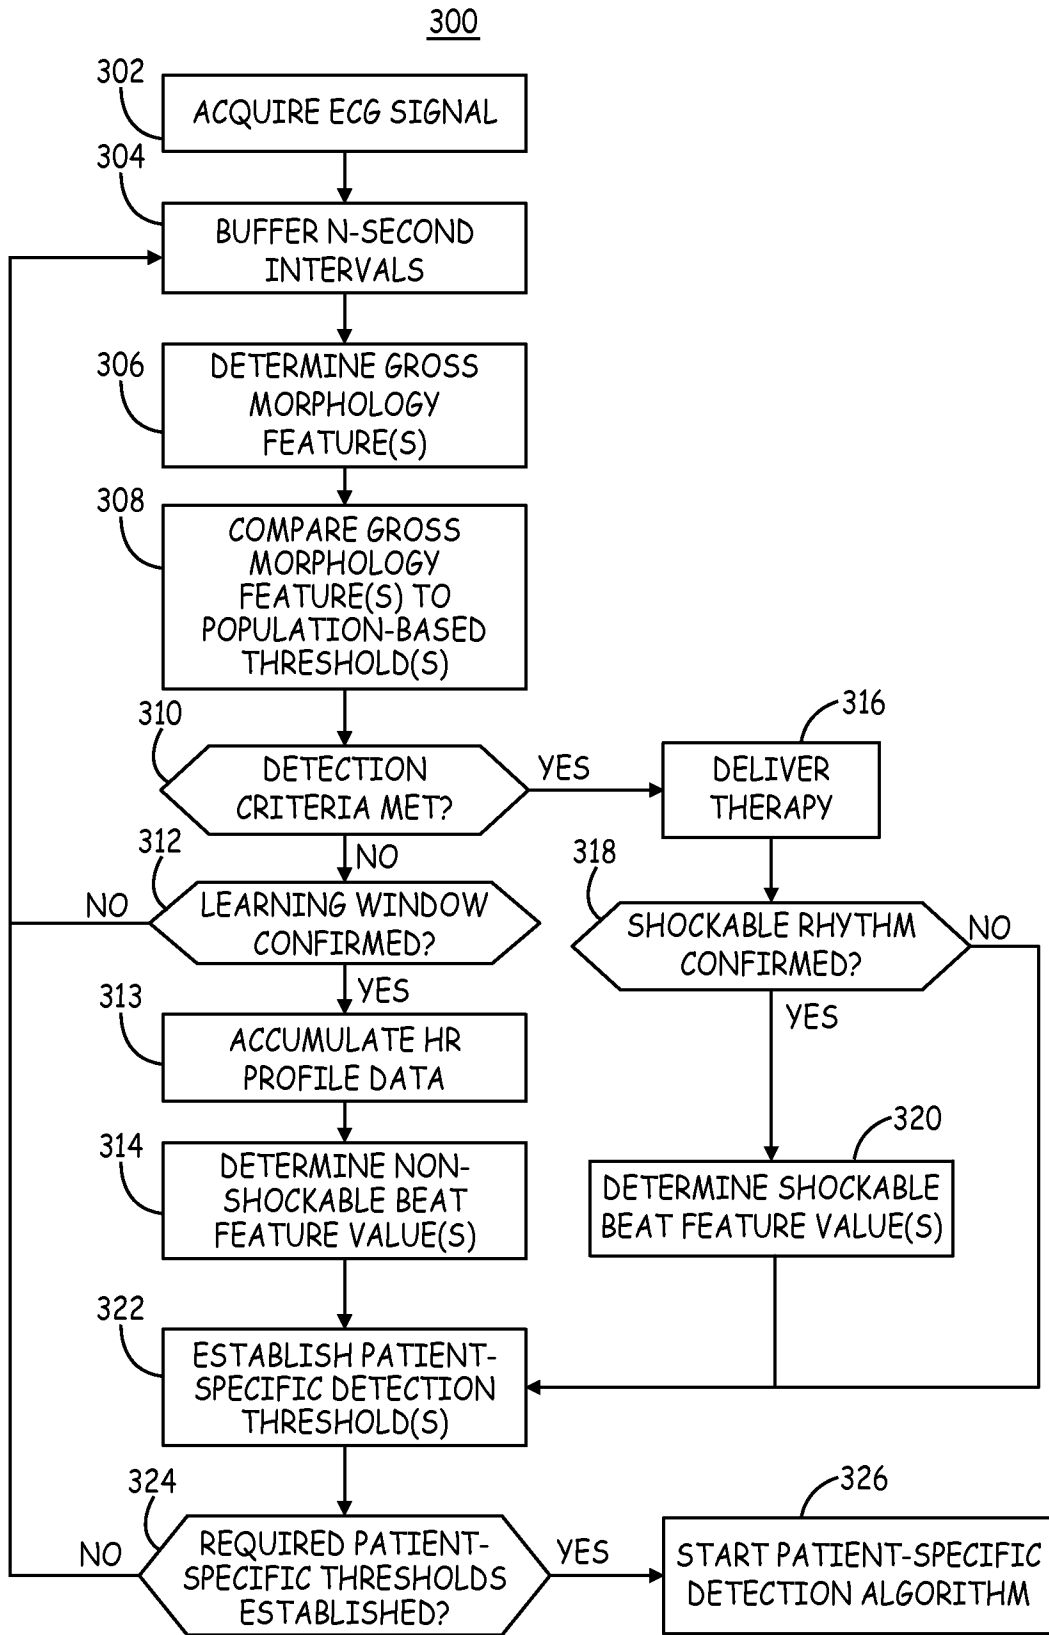 300
302
ACQUIRE ECG SIGNAL
304
BUFFER N-SECOND
INTERVALS
306
DETERMINE GROSS
MORPHOLOGY
FEATURE(S)
308
COMPARE GROSS
MORPHOLOGY
FEATURE(S) TO
POPULATION-BASED
THRESHOLD(S)
310
DETECTION
CRITERIA MET?
YES
316
DELIVER
THERAPY
NO
312
LEARNING WINDOW
CONFIRMED?
NO
YES
318
SHOCKABLE RHYTHM
CONFIRMED?
NO
YES
313
ACCUMULATE HR
PROFILE DATA
314
DETERMINE NON-
SHOCKABLE BEAT
FEATURE VALUE(S)
320
DETERMINE SHOCKABLE
BEAT FEATURE VALUE(S)
322
ESTABLISH PATIENT-
SPECIFIC DETECTION
THRESHOLD(S)
324
REQUIRED PATIENT-
SPECIFIC THRESHOLDS
ESTABLISHED?
NO
YES
326
START PATIENT-SPECIFIC
DETECTION ALGORITHM